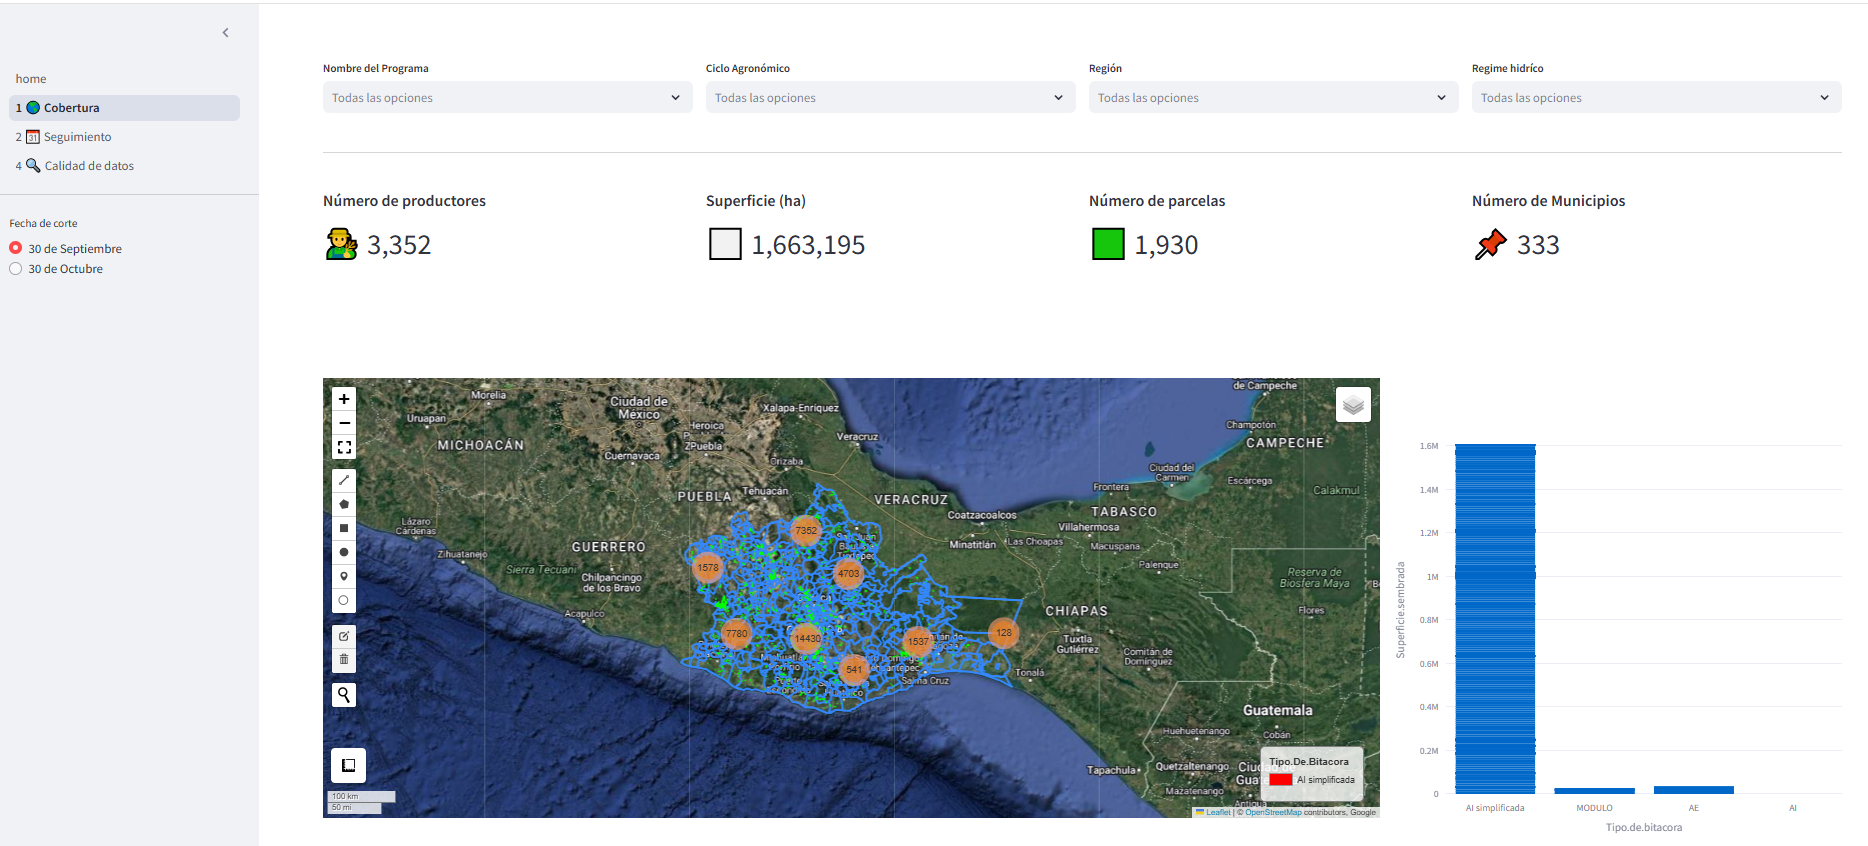 home
1 Cobertura
2 Seguimiento
4 Calidad de datos
Fecha de corte
30 de Septiembre
30 de Octubre
Nombre del Programa
Ciclo Agronómico
Región
Regime hidríco
Todas las opciones
Todas las opciones
Todas las opciones
Todas las opciones
Número de productores
Superficie (ha)
Número de parcelas
Número de Municipios
3,352
1,663,195
1,930
333
+
−
Morelia
Uruapan
MICHOACÁN
Ciudad de
México
Xalapa-Enríquez
Heroica
Puebla
Cuernavaca
Veracruz
Orizaba
PUEBLA
Tehuacán
VERACRUZ
Lázaro
Cárdenas
Zihuatanejo
GUERRERO
Sierra Tecuani
Chilpancingo
de los Bravo
Acapulco
Coatzacoalcos
Minatitlán
Las Choapas
Villahermosa
Macuspana
TABASCO
Frontera
Ciudad del
Carmen
Palenque
de Campeche
Champotón
CAMPECHE
Escárcega
Calakmul
Reserva de
Biosfera Maya
Flores
CHIAPAS
Tuxtla
Gutiérrez
Comitán de
Domínguez
Tonalá
Salina Cruz
Tapachula
Guatemala
Huehuetenango
Cobán
Quetzaltenango
Mazatenango
Antigua
7352
1578
4703
7780
14430
1537
128
541
100 km
50 mi
Tipo.De.Bitacora
AI simplificada
Leaflet | © OpenStreetMap contributors, Google
Superficie.sembrada
1.6M
1.4M
1.2M
1M
0.8M
0.6M
0.4M
0.2M
0
AI simplificada
MODULO
AE
AI
Tipo.de.bitacora